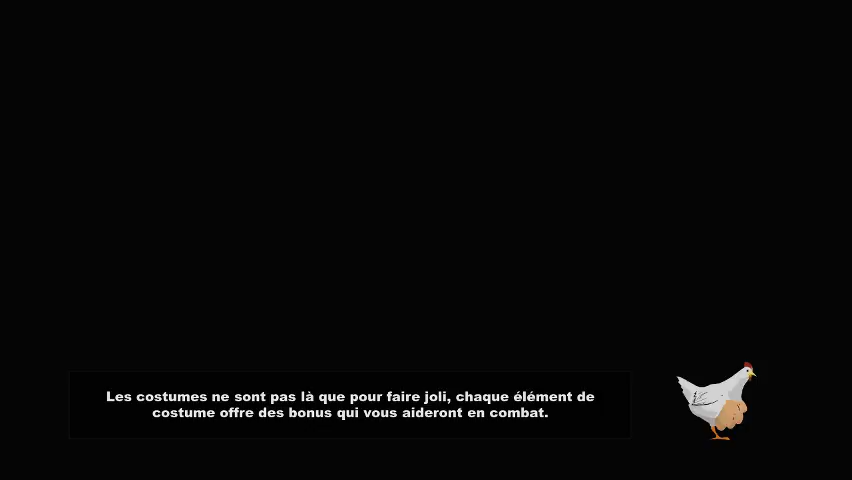 Les costumes ne sont pas là que pour faire joli, chaque élément de
costume offre des bonus qui vous aideront en combat.